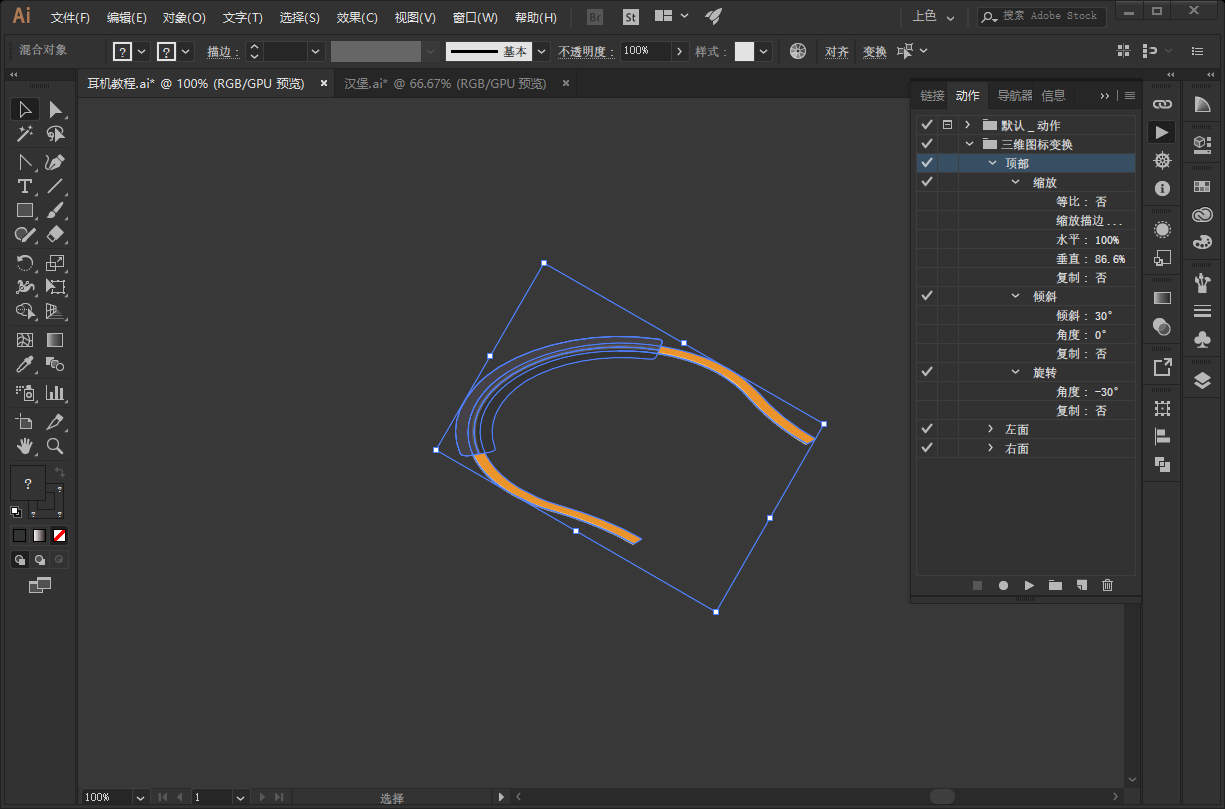 Ai 文件(F) 编辑(E) 对象(O) 文字(T) 选择(S) 效果(C) 视图(V) 窗口(W) 帮助(H) Br St 上色 搜索 Adobe Stock
混合对象 ? ? 描边: 基本 不透明度: 100% 样式: 对齐 变换
耳机教程.ai* @ 100% (RGB/GPU 预览) × 汉堡.ai* @ 66.67% (RGB/GPU 预览) ×
链接 动作 导航器 信息
默认_动作
三维图标变换
顶部
缩放
等比: 否
缩放描边...
水平: 100%
垂直: 86.6%
复制: 否
倾斜
倾斜: 30°
角度: 0°
复制: 否
旋转
角度: -30°
复制: 否
左面
右面
?
? ? ?
100% 1 选择